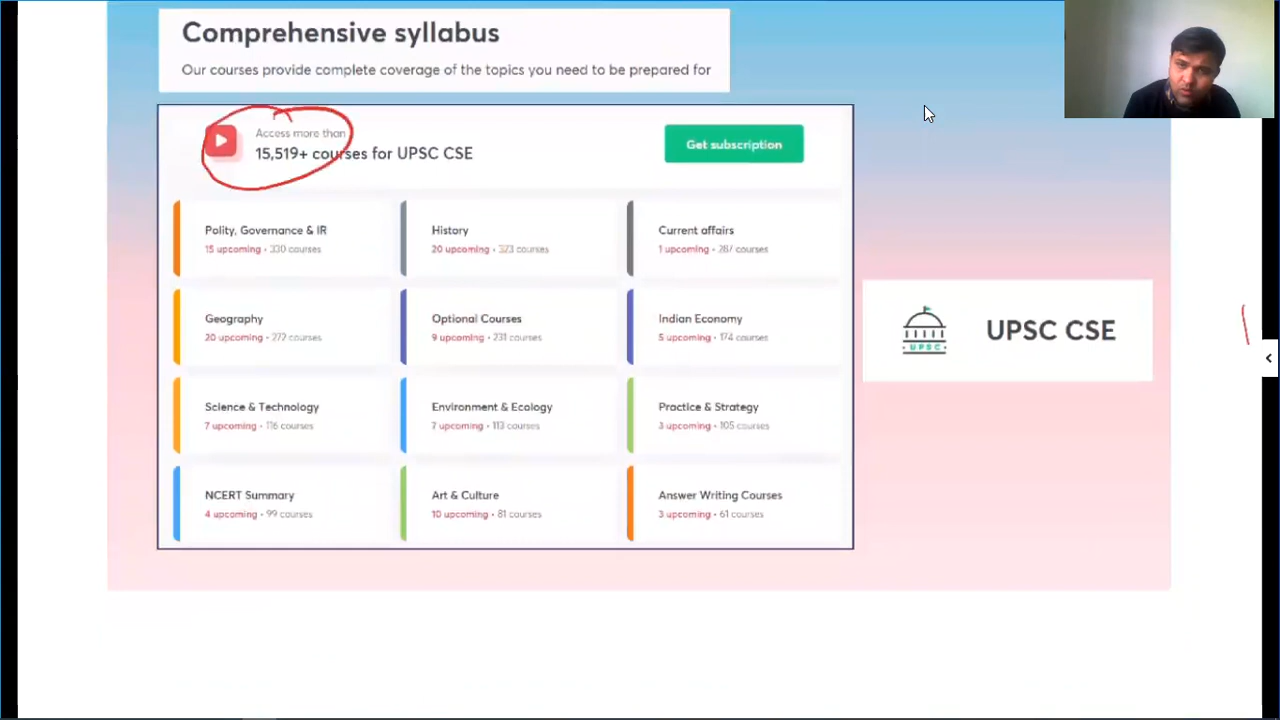 Comprehensive syllabus
Our courses provide complete coverage of the topics you need to be prepared for
Access more than
15,519+ courses for UPSC CSE
Get subscription
Polity, Governance & IR
15 upcoming • 330 courses
History
20 upcoming • 323 courses
Current affairs
1 upcoming • 287 courses
Geography
20 upcoming • 272 courses
Optional Courses
9 upcoming • 231 courses
Indian Economy
5 upcoming • 174 courses
Science & Technology
7 upcoming • 116 courses
Environment & Ecology
7 upcoming • 113 courses
Practice & Strategy
3 upcoming • 105 courses
NCERT Summary
4 upcoming • 99 courses
Art & Culture
10 upcoming • 81 courses
Answer Writing Courses
3 upcoming • 61 courses
UPSC
UPSC CSE